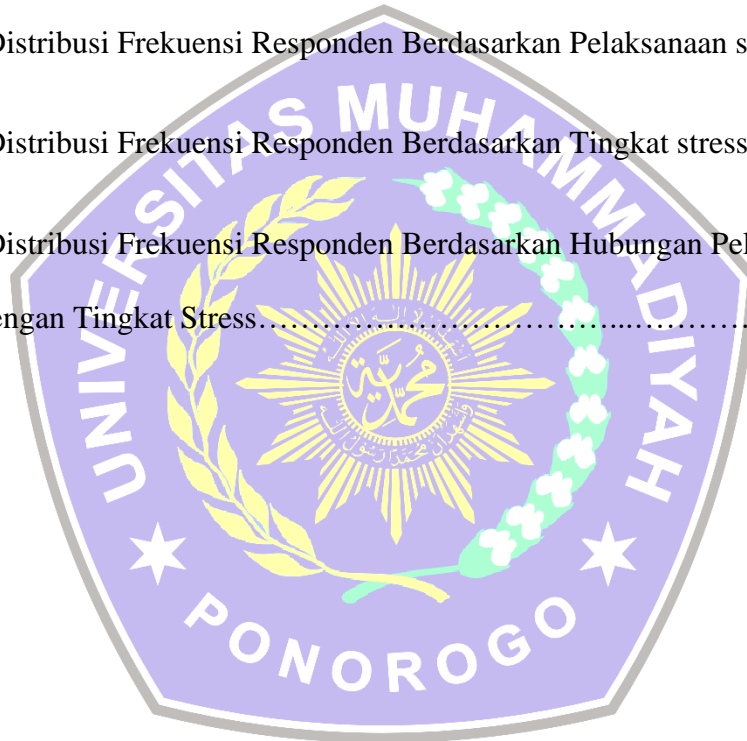 Distribusi Frekuensi Responden Berdasarkan Pelaksanaan s
UNIVERSITAS MUHAMMADIYAH
Distribusi Frekuensi Responden Berdasarkan Tingkat stress
Distribusi Frekuensi Responden Berdasarkan Hubungan Pel
engan Tingkat Stress…………...…………………...…………
محمدية
PONOROGO